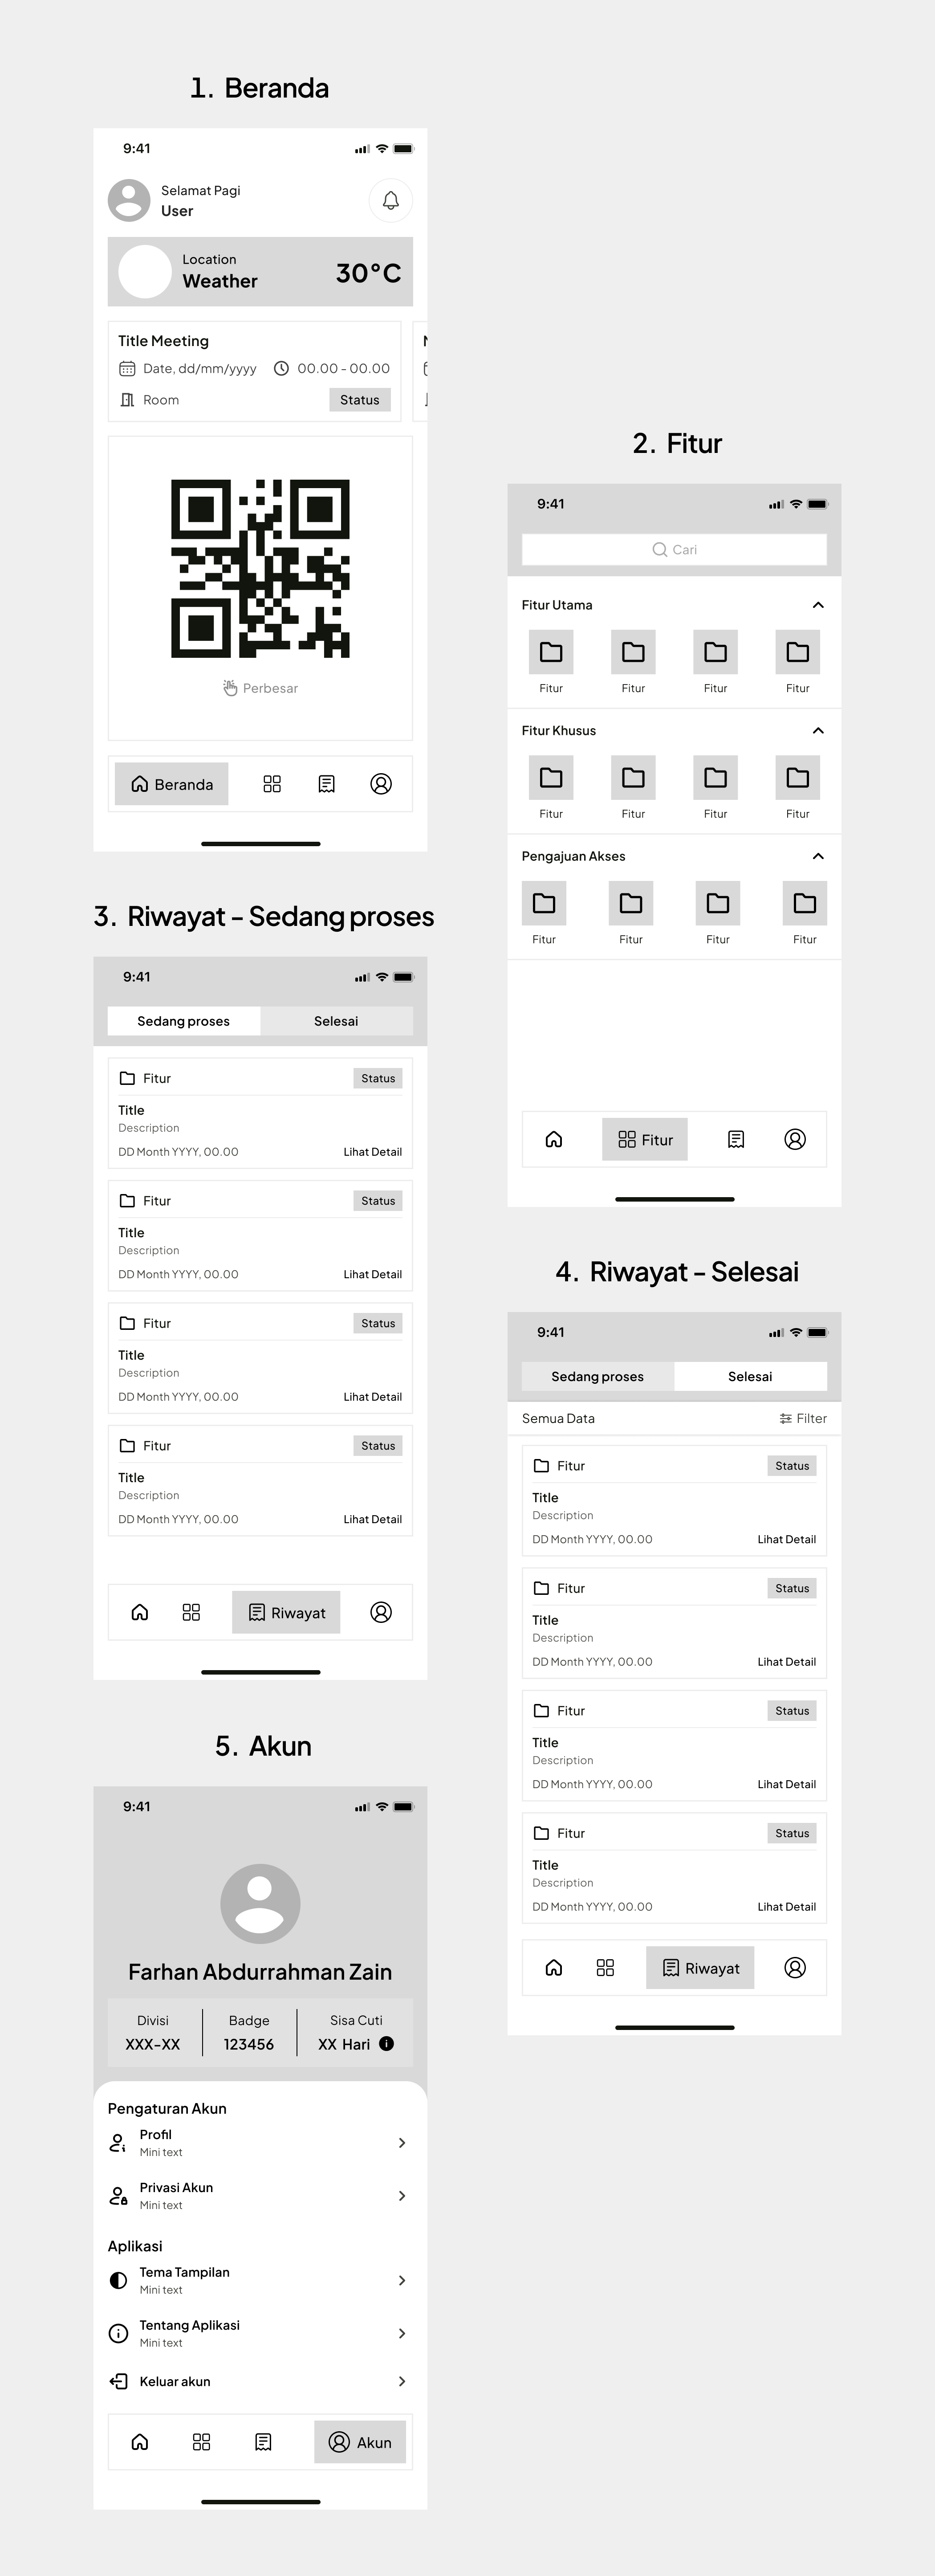 1. Beranda
9:41
Selamat Pagi
User
Location
Weather
30°C
Title Meeting
Date, dd/mm/yyyy
00.00 - 00.00
Room
Status
Perbesar
Beranda
2. Fitur
9:41
Cari
Fitur Utama
Fitur Fitur Fitur Fitur
Fitur Khusus
Fitur Fitur Fitur Fitur
Pengajuan Akses
Fitur Fitur Fitur Fitur
Fitur
3. Riwayat - Sedang proses
9:41
Sedang proses
Selesai
Fitur
Status
Title
Description
DD Month YYYY, 00.00
Lihat Detail
Fitur
Status
Title
Description
DD Month YYYY, 00.00
Lihat Detail
Fitur
Status
Title
Description
DD Month YYYY, 00.00
Lihat Detail
Fitur
Status
Title
Description
DD Month YYYY, 00.00
Lihat Detail
Riwayat
4. Riwayat - Selesai
9:41
Sedang proses
Selesai
Semua Data
Filter
Fitur
Status
Title
Description
DD Month YYYY, 00.00
Lihat Detail
Fitur
Status
Title
Description
DD Month YYYY, 00.00
Lihat Detail
Fitur
Status
Title
Description
DD Month YYYY, 00.00
Lihat Detail
Fitur
Status
Title
Description
DD Month YYYY, 00.00
Lihat Detail
Riwayat
5. Akun
9:41
Farhan Abdurrahman Zain
Divisi
XXX-XX
Badge
123456
Sisa Cuti
XX Hari
Pengaturan Akun
Profil
Mini text
Privasi Akun
Mini text
Aplikasi
Tema Tampilan
Mini text
Tentang Aplikasi
Mini text
Keluar akun
Akun